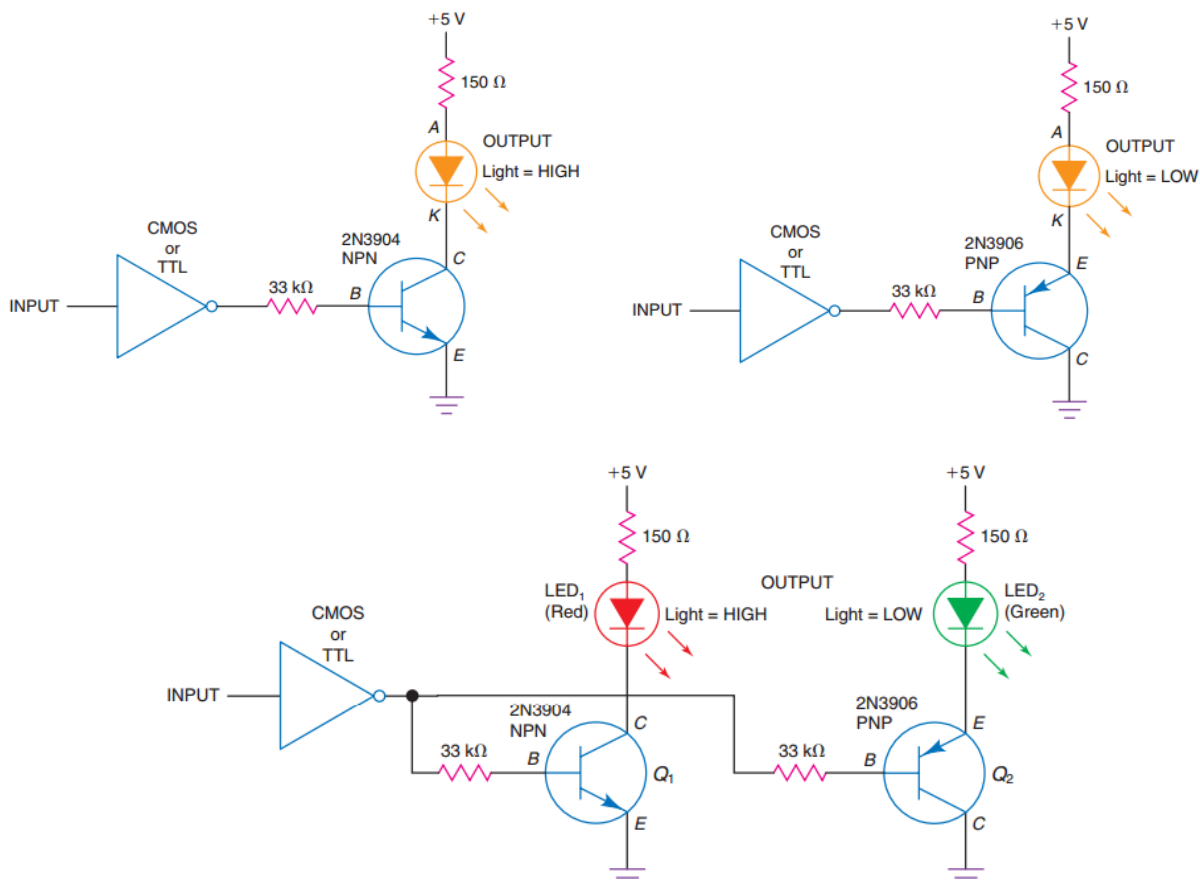 +5 V
150 Ω
A
OUTPUT
Light = HIGH
K
CMOS
or
TTL
2N3904
NPN
C
INPUT
33 kΩ
B
E
+5 V
150 Ω
A
OUTPUT
Light = LOW
K
CMOS
or
TTL
2N3906
PNP
E
INPUT
33 kΩ
B
C
+5 V
150 Ω
+5 V
150 Ω
OUTPUT
LED₁
(Red)
Light = HIGH
Light = LOW
LED₂
(Green)
CMOS
or
TTL
INPUT
2N3904
NPN
C
33 kΩ
B
Q₁
E
2N3906
PNP
E
33 kΩ
B
Q₂
C